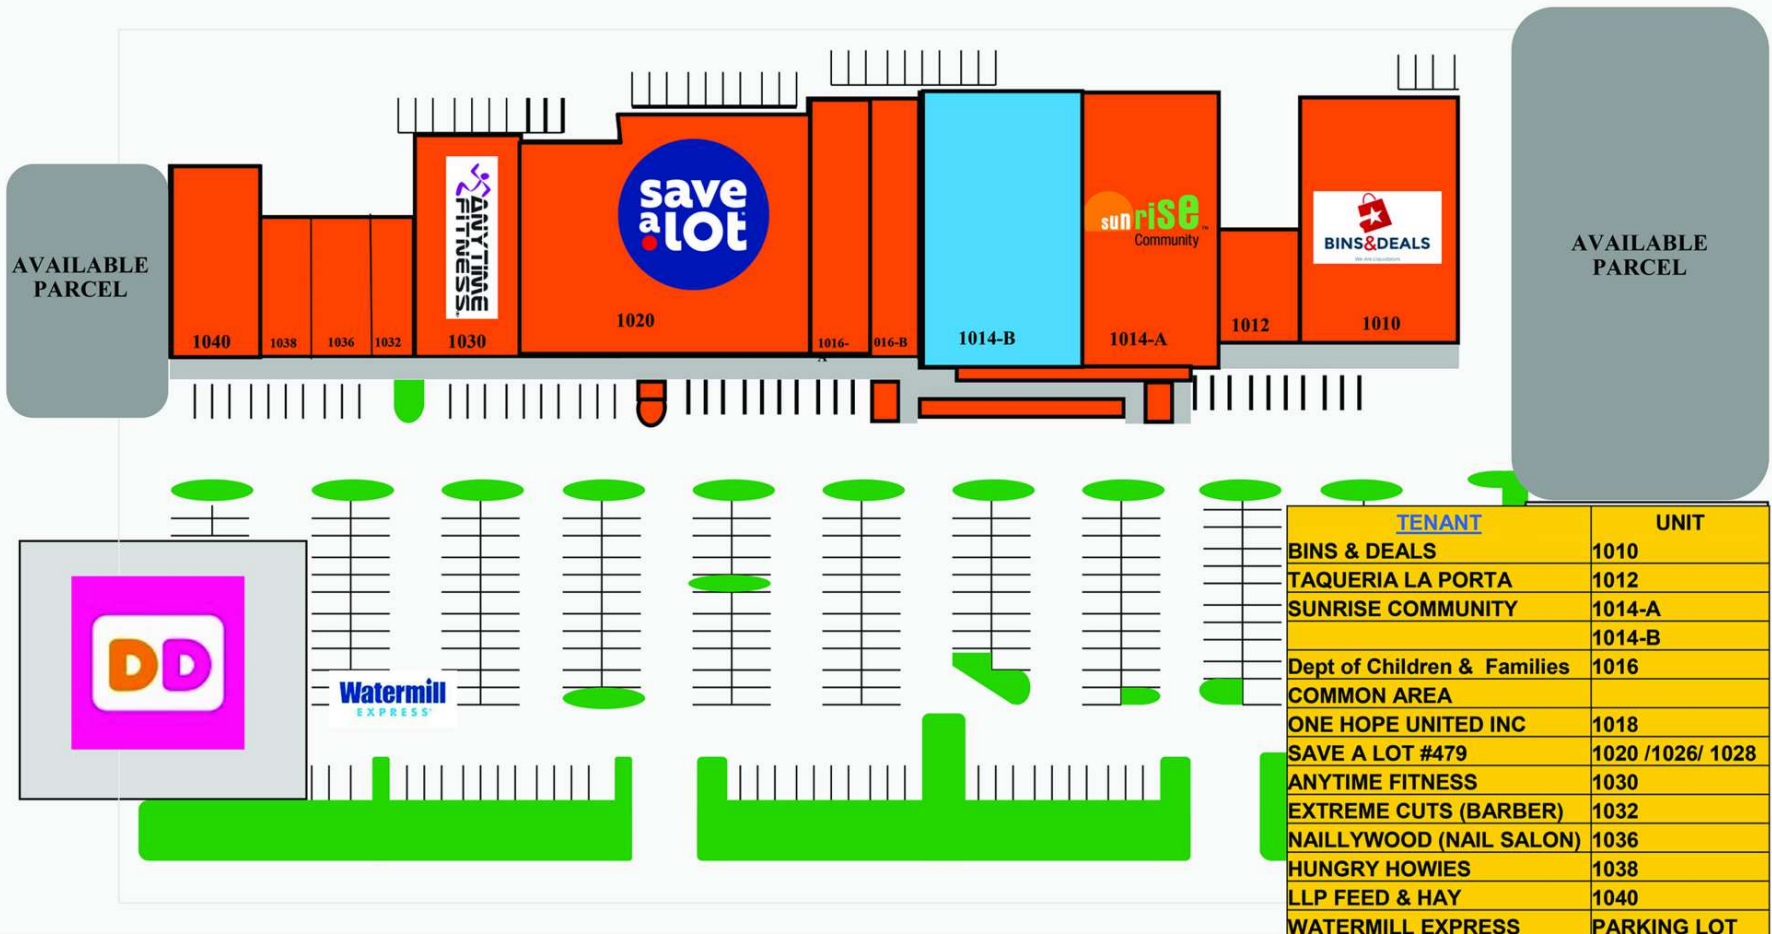 AVAILABLE
PARCEL
1040
1038
1036
1032
ANYTIME
FITNESS
1030
save
a
lot
1020
1016-
A
016-B
1014-B
sunrise
Community
1014-A
1012
BINS&DEALS
We Are Liquidators
1010
AVAILABLE
PARCEL
DD
Watermill
EXPRESS
TENANT UNIT
BINS & DEALS 1010
TAQUERIA LA PORTA 1012
SUNRISE COMMUNITY 1014-A
1014-B
Dept of Children & Families 1016
COMMON AREA
ONE HOPE UNITED INC 1018
SAVE A LOT #479 1020 /1026/ 1028
ANYTIME FITNESS 1030
EXTREME CUTS (BARBER) 1032
NAILLYWOOD (NAIL SALON) 1036
HUNGRY HOWIES 1038
LLP FEED & HAY 1040
WATERMILL EXPRESS PARKING LOT